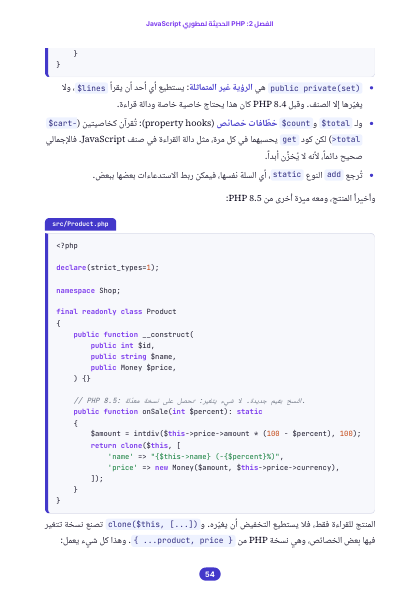 الفصل 2: PHP الحديثة لمطوري JavaScript
}
}
• public private(set) هي الرؤية غير المتماثلة: يستطيع أي أحد أن يقرأ $lines، ولا
يغيّرها إلا الصنف. وقبل PHP 8.4 كان هذا يحتاج خاصية خاصة ودالة قراءة.
• ولـ $total و $count خطّافات خصائص (property hooks): تُقرآن كخاصيتين ($cart-
>total) لكن كود get يحسبهما في كل مرة، مثل دالة القراءة في صنف JavaScript. فالإجمالي
صحيح دائماً، لأنه لا يُخزَّن أبداً.
• تُرجع add النوع static، أي السلة نفسها، فيمكن ربط الاستدعاءات بعضها ببعض.
وأخيراً المنتج، ومعه ميزة أخرى من PHP 8.5:
src/Product.php
<?php
declare(strict_types=1);
namespace Shop;
final readonly class Product
{
    public function __construct(
        public int $id,
        public string $name,
        public Money $price,
    ) {}
    // PHP 8.5: انسخ بقيم جديدة. لا شيء يتغير: تحصل على نسخة معدّلة.
    public function onSale(int $percent): static
    {
        $amount = intdiv($this->price->amount * (100 - $percent), 100);
        return clone($this, [
            'name' => "{$this->name} (-{$percent}%)",
            'price' => new Money($amount, $this->price->currency),
        ]);
    }
}
المنتج للقراءة فقط، فلا يستطيع التخفيض أن يغيّره. و clone($this, [...]) تصنع نسخة تتغير
فيها بعض الخصائص، وهي نسخة PHP من { ...product, price }. وهذا كل شيء يعمل:
54